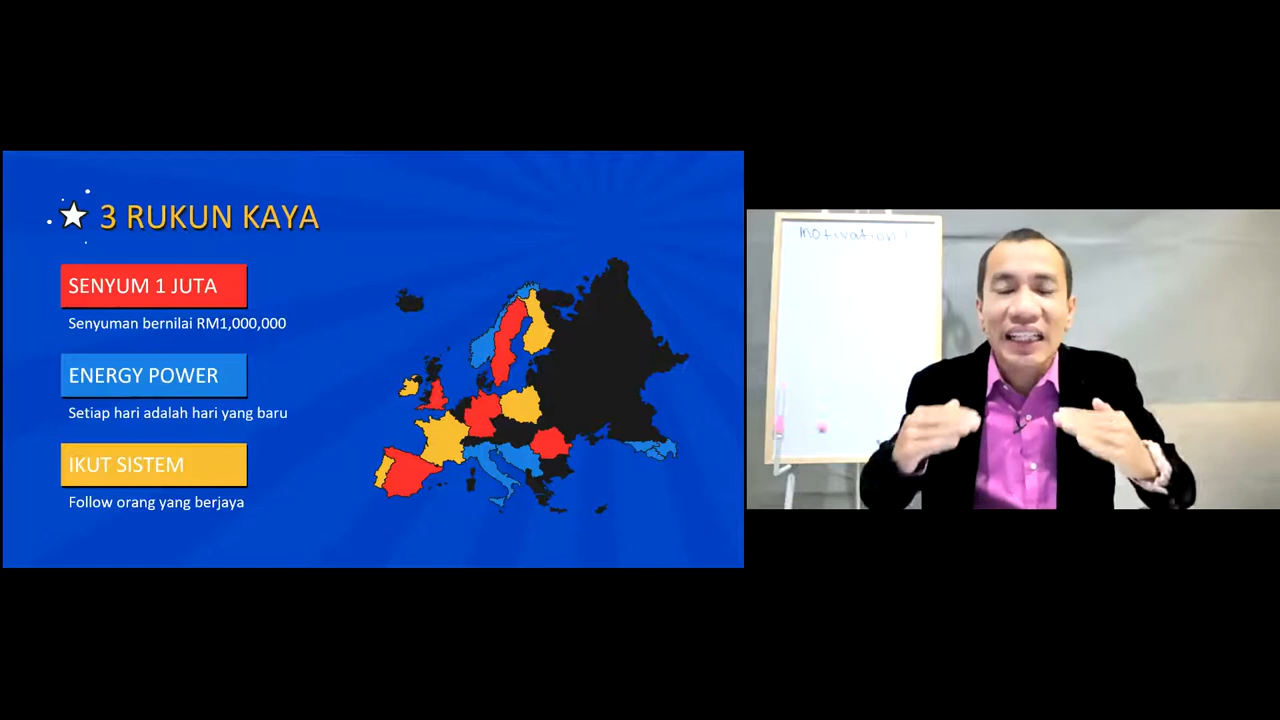 3 RUKUN KAYA
SENYUM 1 JUTA
Senyuman bernilai RM1,000,000
ENERGY POWER
Setiap hari adalah hari yang baru
IKUT SISTEM
Follow orang yang berjaya
Motivation!